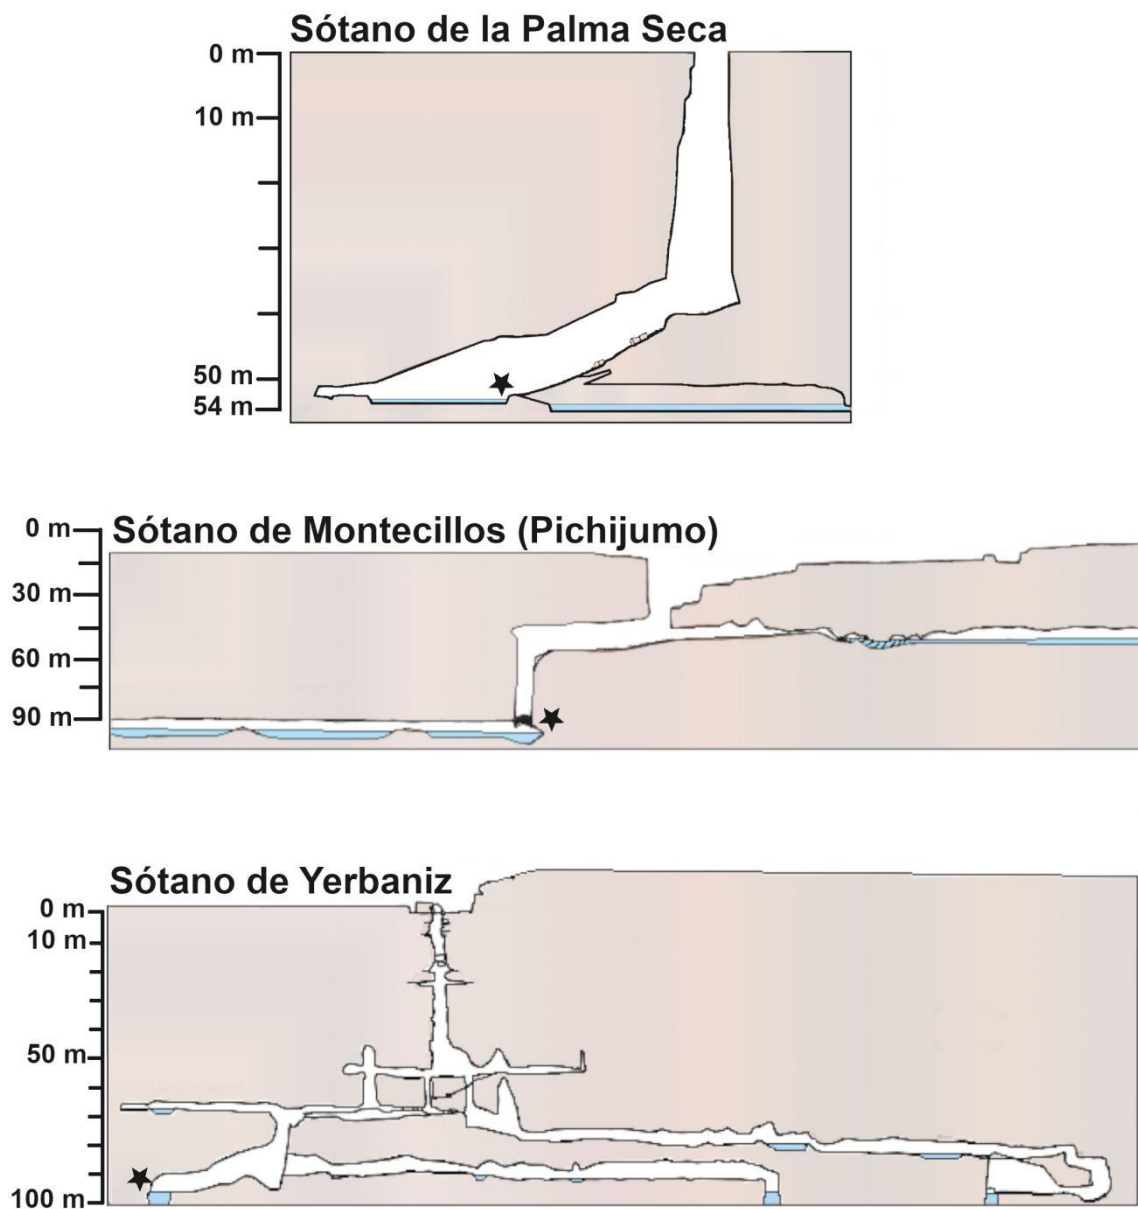 Sótano de la Palma Seca
0 m
10 m
50 m
54 m
Sótano de Montecillos (Pichijumo)
0 m
30 m
60 m
90 m
Sótano de Yerbaniz
0 m
10 m
50 m
100 m